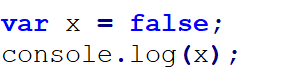 var x = false;
console.log(x);